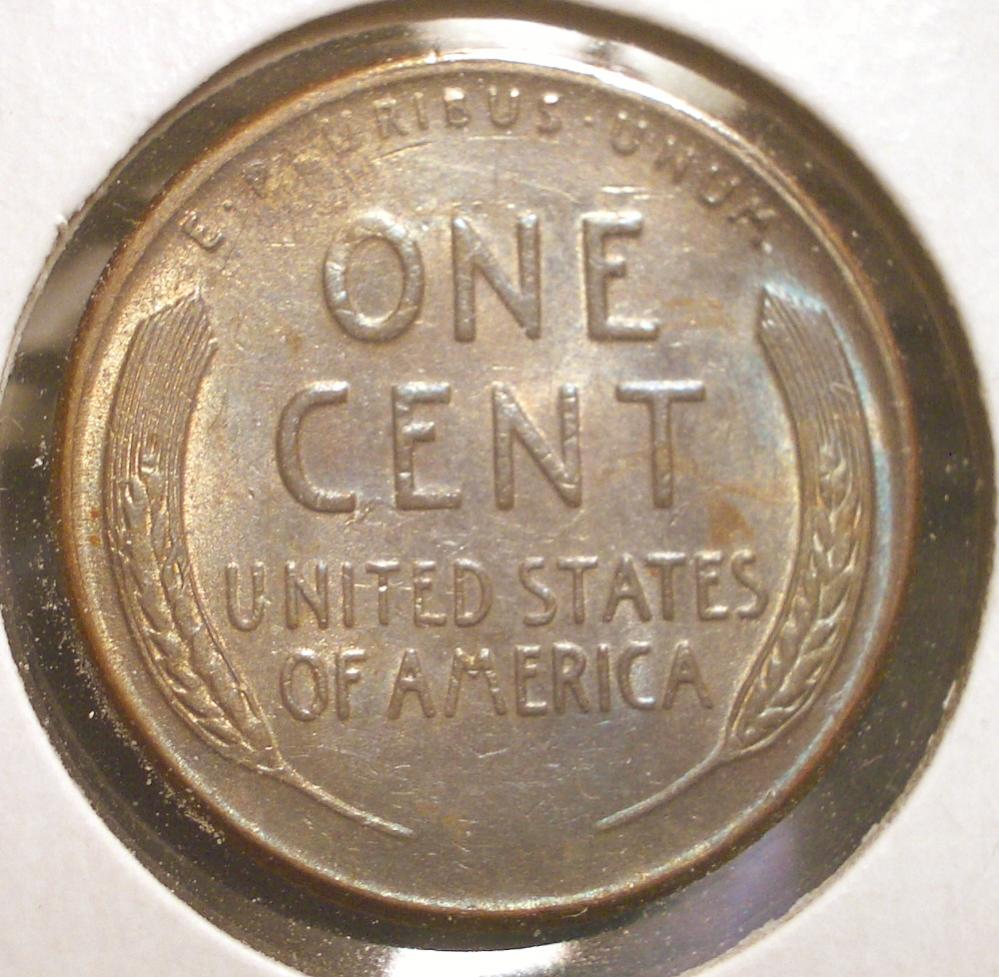 E · PLURIBUS · UNUM
ONE
CENT
UNITED STATES
OF AMERICA